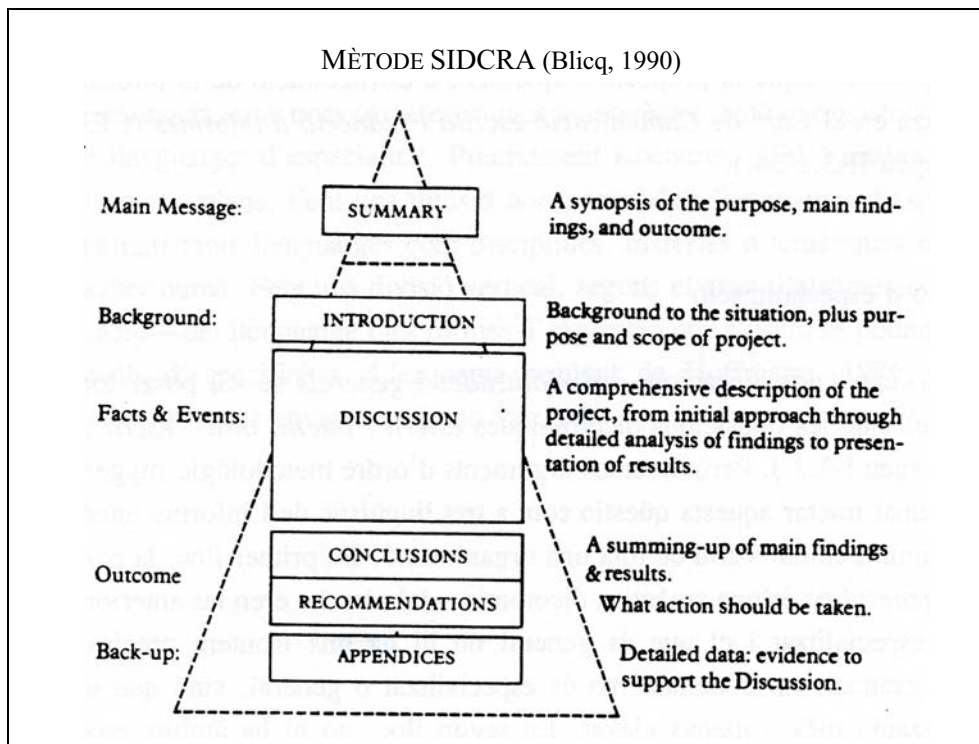 MÈTODE SIDCRA (Blicq, 1990)
Main Message:
SUMMARY
A synopsis of the purpose, main find-
ings, and outcome.
Background:
INTRODUCTION
Background to the situation, plus pur-
pose and scope of project.
Facts & Events:
DISCUSSION
A comprehensive description of the
project, from initial approach through
detailed analysis of findings to presen-
tation of results.
Outcome
CONCLUSIONS
A summing-up of main findings
& results.
RECOMMENDATIONS
What action should be taken.
Back-up:
APPENDICES
Detailed data: evidence to
support the Discussion.